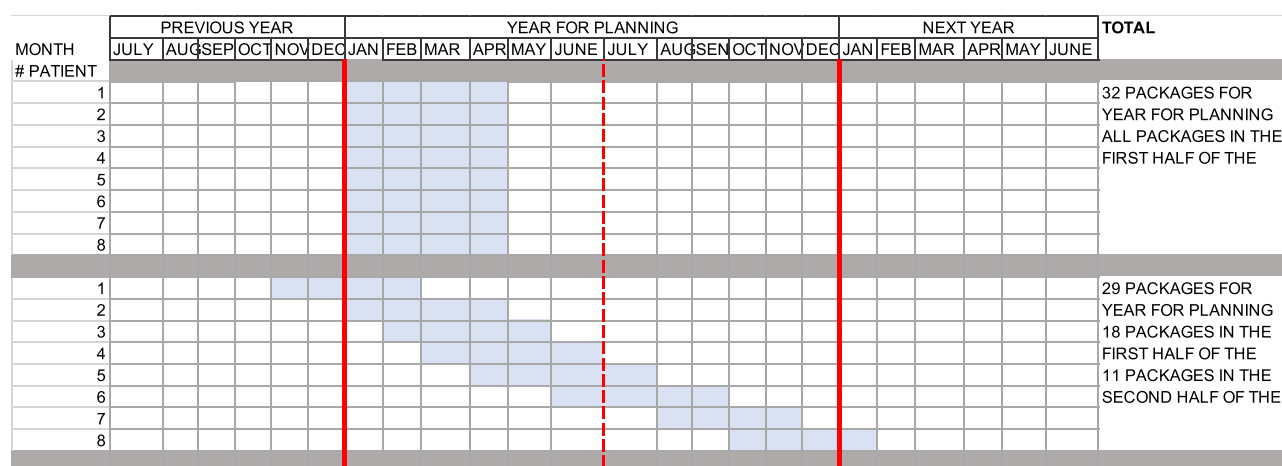 PREVIOUS YEAR YEAR FOR PLANNING NEXT YEAR TOTAL
MONTH JULY AUG SEP OCT NOV DEC JAN FEB MAR APR MAY JUNE JULY AUG SEN OCT NOV DEC JAN FEB MAR APR MAY JUNE
# PATIENT
1 32 PACKAGES FOR
2 YEAR FOR PLANNING
3 ALL PACKAGES IN THE
4 FIRST HALF OF THE
5
6
7
8
1 29 PACKAGES FOR
2 YEAR FOR PLANNING
3 18 PACKAGES IN THE
4 FIRST HALF OF THE
5 11 PACKAGES IN THE
6 SECOND HALF OF THE
7
8